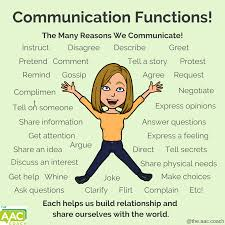 Communication Functions!
The Many Reasons We Communicate!
Instruct Disagree Describe Greet
Pretend Comment Tell a story Protest
Remind Gossip Agree Request
Complimen Negotiate
Tell on someone Express opinions
Share information Answer questions
Get attention Express a feeling
Share an idea Argue Direct Tell secrets
Discuss an interest Share physical needs
Get help Whine Joke Make choices
Ask questions Clarify Flirt Complain Etc!
Each helps us build relationship and
share ourselves with the world.
THE
AAC
COACH
@the.aac.coach